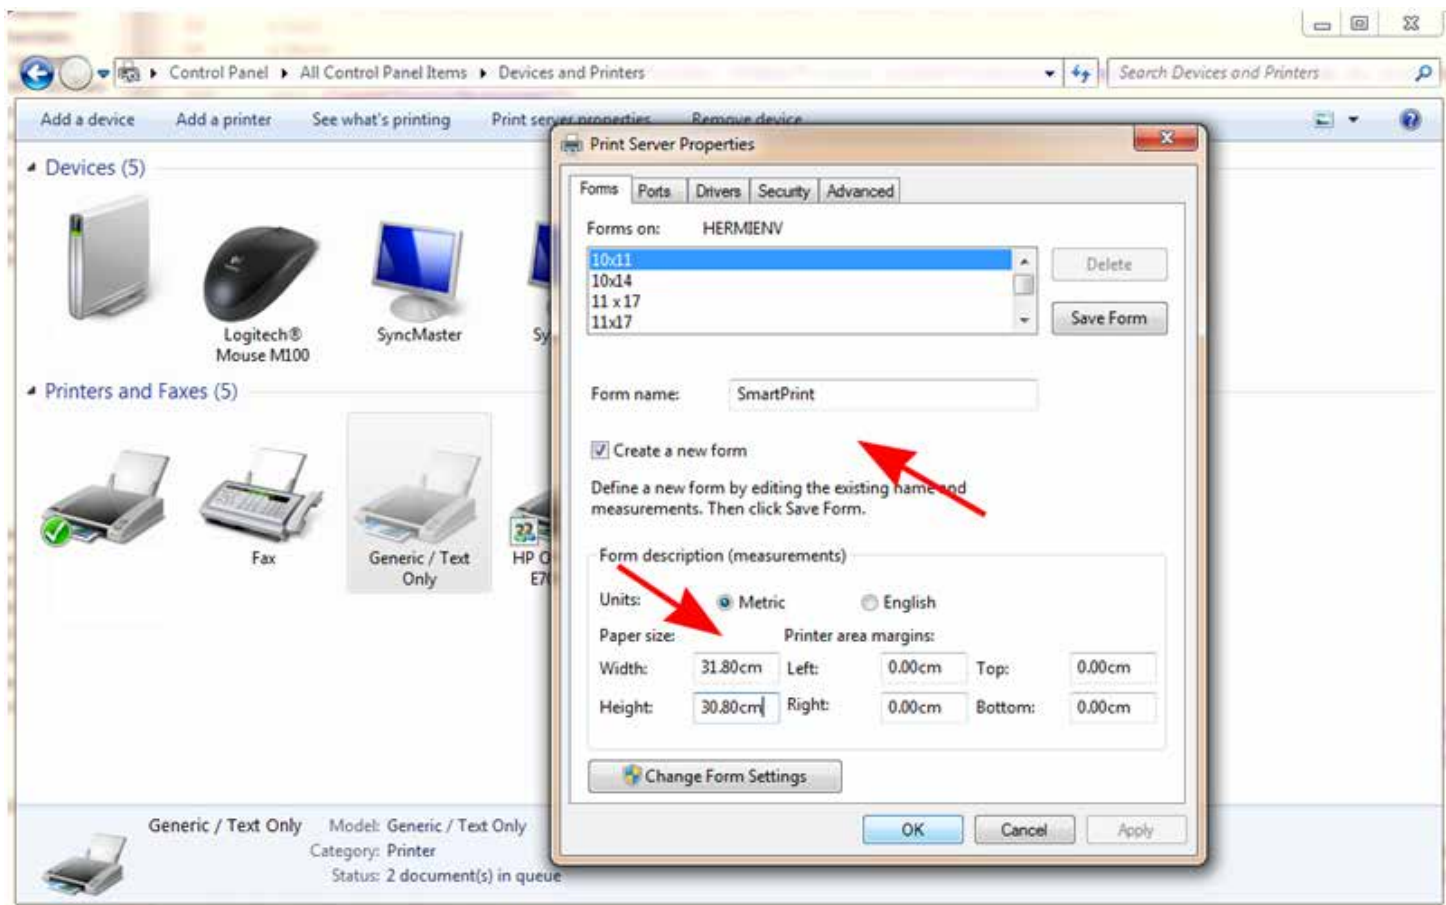 Control Panel ▸ All Control Panel Items ▸ Devices and Printers
Search Devices and Printers
Add a device Add a printer See what's printing Print server properties Remove device
Devices (5)
Logitech®
Mouse M100
SyncMaster
Sy
Printers and Faxes (5)
Fax
Generic / Text
Only
HP O
E70
Generic / Text Only Model: Generic / Text Only
Category: Printer
Status: 2 document(s) in queue
Print Server Properties
Forms Ports Drivers Security Advanced
Forms on: HERMIENV
10x11
10x14
11 x 17
11x17
Delete
Save Form
Form name: SmartPrint
Create a new form
Define a new form by editing the existing name and
measurements. Then click Save Form.
Form description (measurements)
Units: Metric English
Paper size: Printer area margins:
Width: 31.80cm Left: 0.00cm Top: 0.00cm
Height: 30.80cm Right: 0.00cm Bottom: 0.00cm
Change Form Settings
OK Cancel Apply